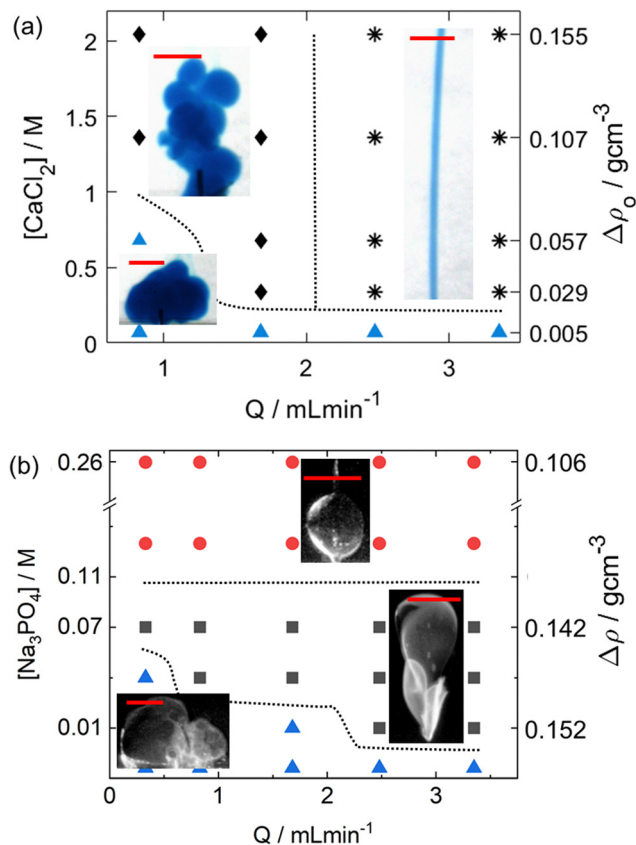 (a)
2
1.5
1
0.5
0
[CaCl2] / M
0.155
0.107
0.057
0.029
0.005
Δρo / gcm-3
1 2 3
Q / mLmin-1
(b)
0.26
0.11
0.07
0.01
[Na3PO4] / M
0.106
0.142
0.152
Δρ / gcm-3
0 1 2 3
Q / mLmin-1